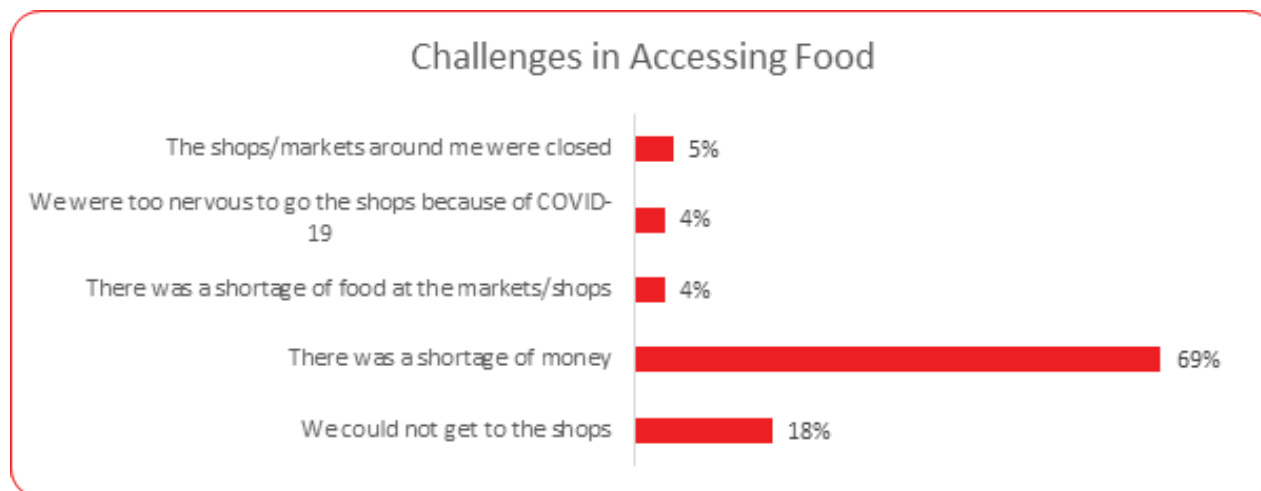 Challenges in Accessing Food
The shops/markets around me were closed
5%
We were too nervous to go the shops because of COVID-
19
4%
There was a shortage of food at the markets/shops
4%
There was a shortage of money
69%
We could not get to the shops
18%